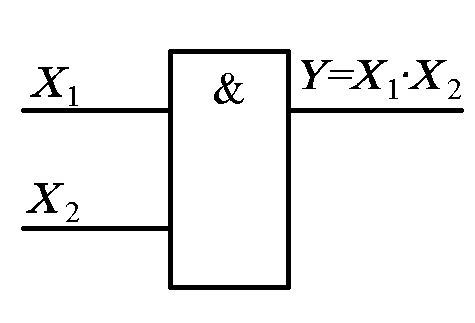 X₁
&
Y=X₁·X₂
X₂